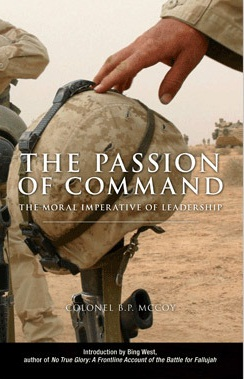 THE PASSION
OF COMMAND
THE MORAL IMPERATIVE OF LEADERSHIP
COLONEL B.P. MCCOY
Introduction by Bing West,
author of No True Glory: A Frontline Account of the Battle for Fallujah